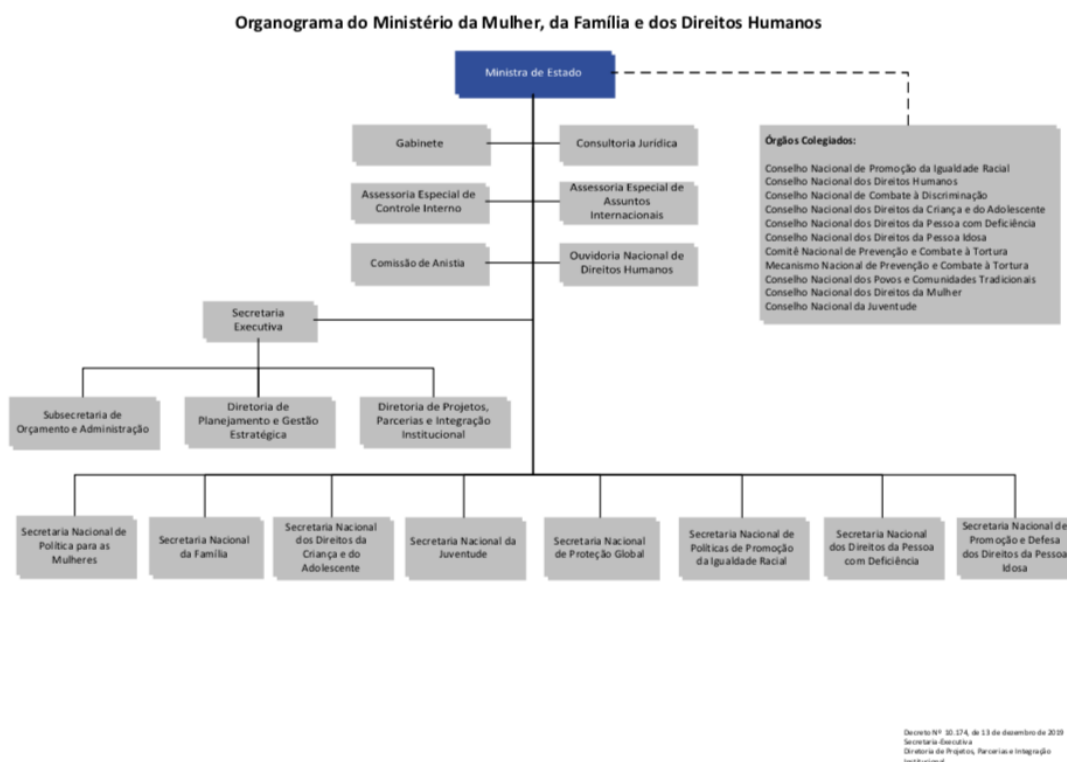 Organograma do Ministério da Mulher, da Família e dos Direitos Humanos
Ministra de Estado
Gabinete
Consultoria Jurídica
Órgãos Colegiados:
Conselho Nacional de Promoção da Igualdade Racial
Conselho Nacional dos Direitos Humanos
Conselho Nacional de Combate à Discriminação
Conselho Nacional dos Direitos da Criança e do Adolescente
Conselho Nacional dos Direitos da Pessoa com Deficiência
Conselho Nacional dos Direitos da Pessoa Idosa
Comitê Nacional de Prevenção e Combate à Tortura
Mecanismo Nacional de Prevenção e Combate à Tortura
Conselho Nacional dos Povos e Comunidades Tradicionais
Conselho Nacional dos Direitos da Mulher
Conselho Nacional da Juventude
Assessoria Especial de
Controle Interno
Assessoria Especial de
Assuntos
Internacionais
Comissão de Anistia
Ouvidoria Nacional de
Direitos Humanos
Secretaria
Executiva
Subsecretaria de
Orçamento e Administração
Diretoria de
Planejamento e Gestão
Estratégica
Diretoria de Projetos,
Parcerias e Integração
Institucional
Secretaria Nacional de
Política para as
Mulheres
Secretaria Nacional
da Família
Secretaria Nacional
dos Direitos da
Criança e do
Adolescente
Secretaria Nacional da
Juventude
Secretaria Nacional
de Proteção Global
Secretaria Nacional de
Políticas de Promoção
da Igualdade Racial
Secretaria Nacional
dos Direitos da Pessoa
com Deficiência
Secretaria Nacional de
Promoção e Defesa
dos Direitos da Pessoa
Idosa
Decreto Nº 10.174, de 13 de dezembro de 2019
Secretaria-Executiva
Diretoria de Projetos, Parcerias e Integração
Institucional